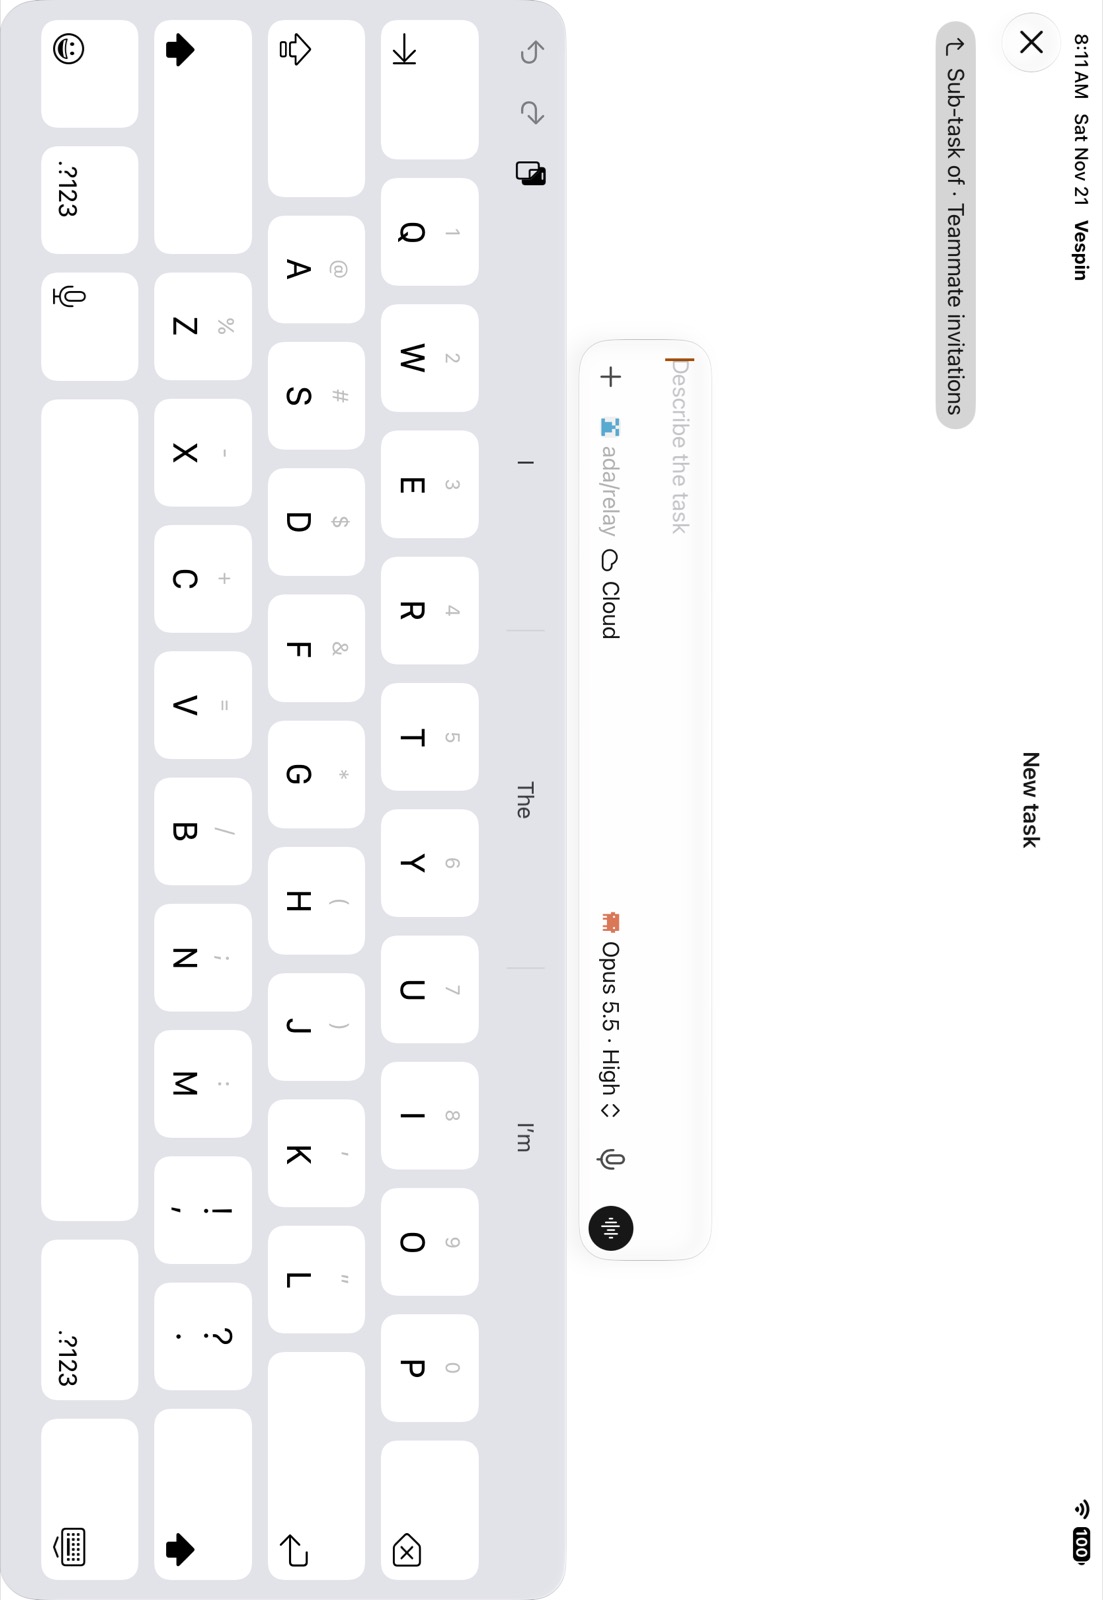 8:11 AM Sat Nov 21 Vespin
100
New task
Sub-task of · Teammate invitations
Describe the task
ada/relay Cloud
Opus 5.5 · High
I The I'm
1 2 3 4 5 6 7 8 9 0
Q W E R T Y U I O P
@ # $ & * ( ) ' "
A S D F G H J K L
% - + = / ; : ! ?
Z X C V B N M , .
.?123 .?123